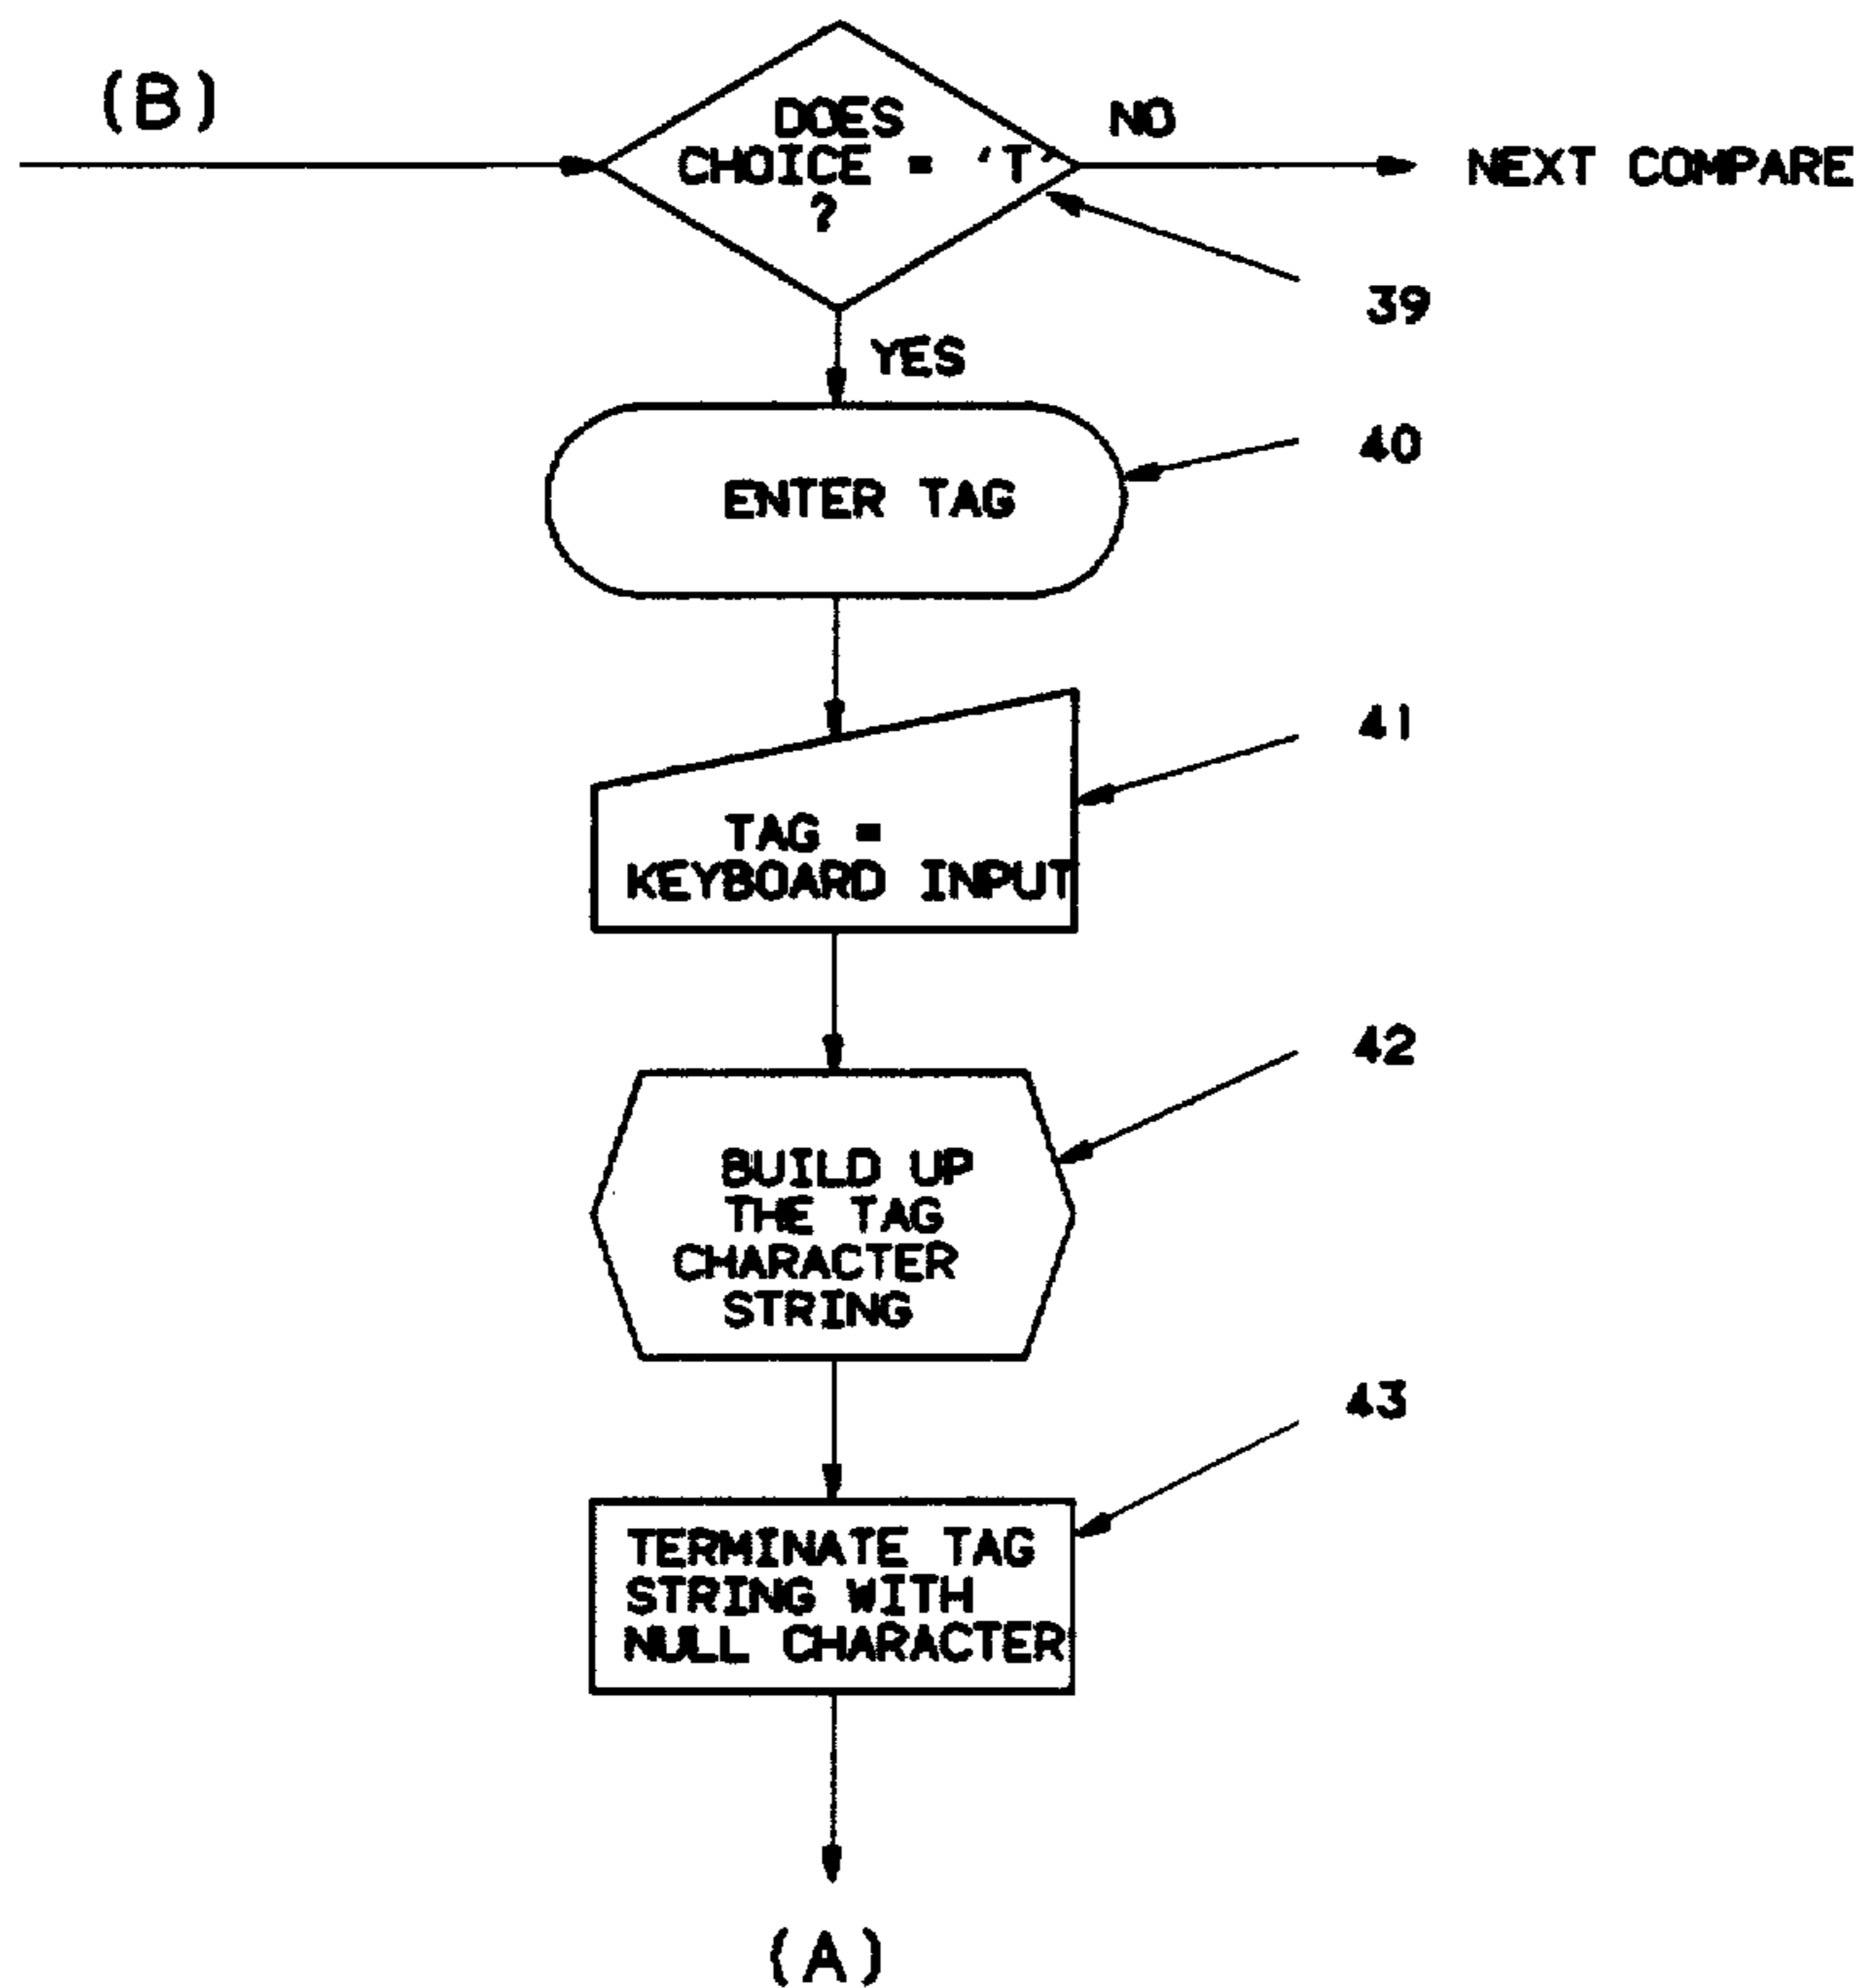 (B)
DOES
CHOICE = 'T'
?
NO
NEXT COMPARE
39
YES
40
ENTER TAG
41
TAG =
KEYBOARD INPUT
42
BUILD UP
THE TAG
CHARACTER
STRING
43
TERMINATE TAG
STRING WITH
NULL CHARACTER
(A)